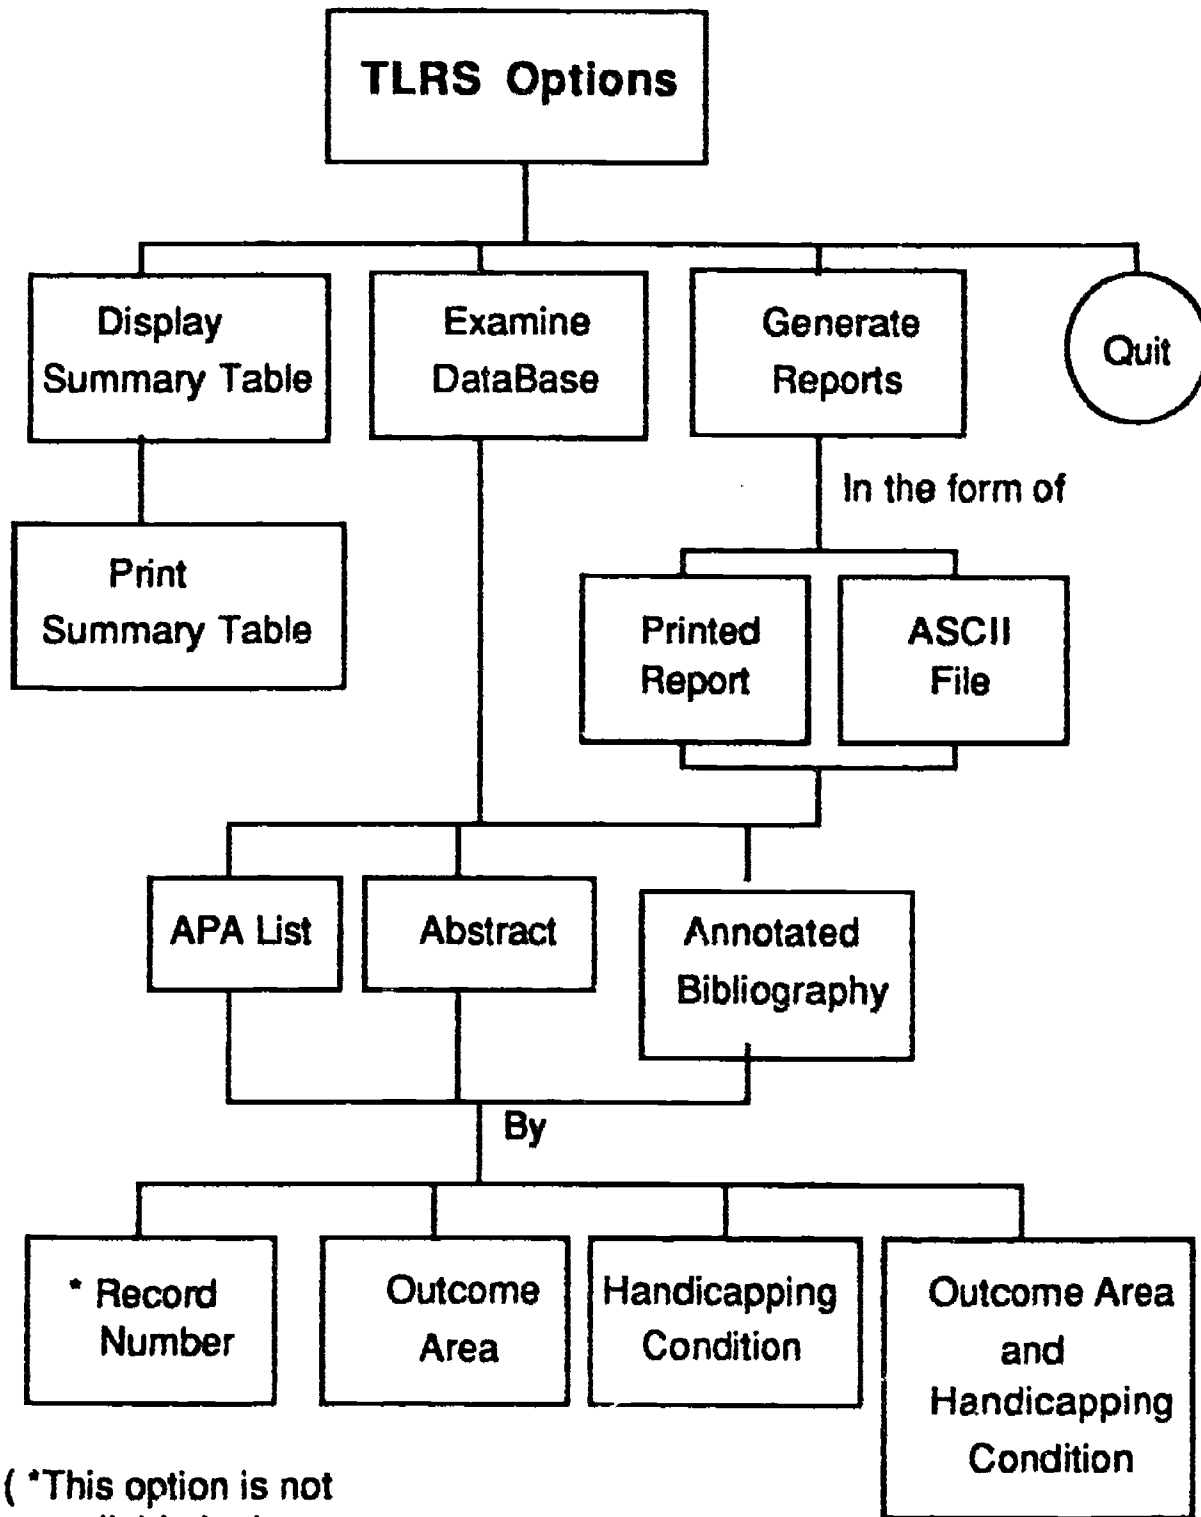 TLRS Options
Display
Summary Table
Examine
DataBase
Generate
Reports
Quit
In the form of
Print
Summary Table
Printed
Report
ASCII
File
APA List
Abstract
Annotated
Bibliography
By
* Record
Number
Outcome
Area
Handicapping
Condition
Outcome Area
and
Handicapping
Condition
( *This option is not